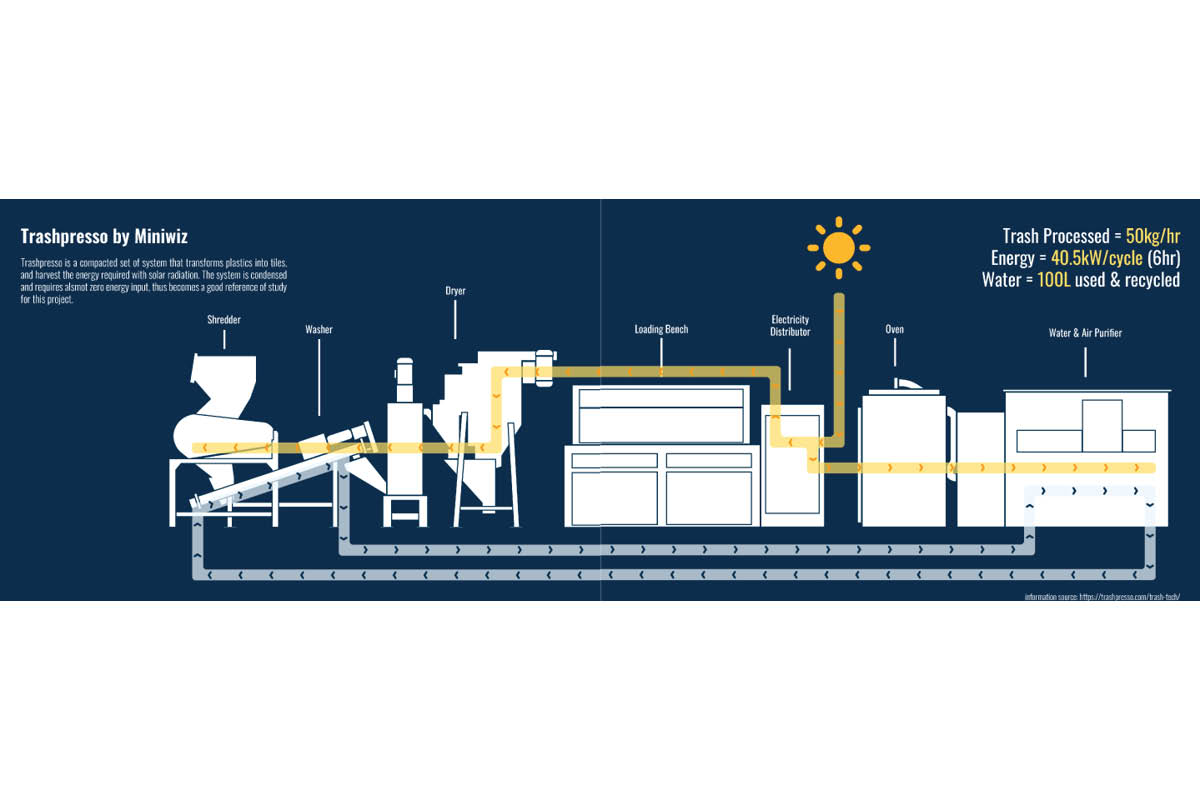 Trashpresso by Miniwiz
Trashpresso is a compacted set of system that transforms plastics into tiles,
and harvest the energy required with solar radiation. The system is condensed
and requires alsmot zero energy input, thus becomes a good reference of study
for this project.
Trash Processed = 50kg/hr
Energy = 40.5kW/cycle (6hr)
Water = 100L used & recycled
Shredder
Washer
Dryer
Loading Bench
Electricity
Distributor
Oven
Water & Air Purifier
information source: https://trashpresso.com/trash-tech/